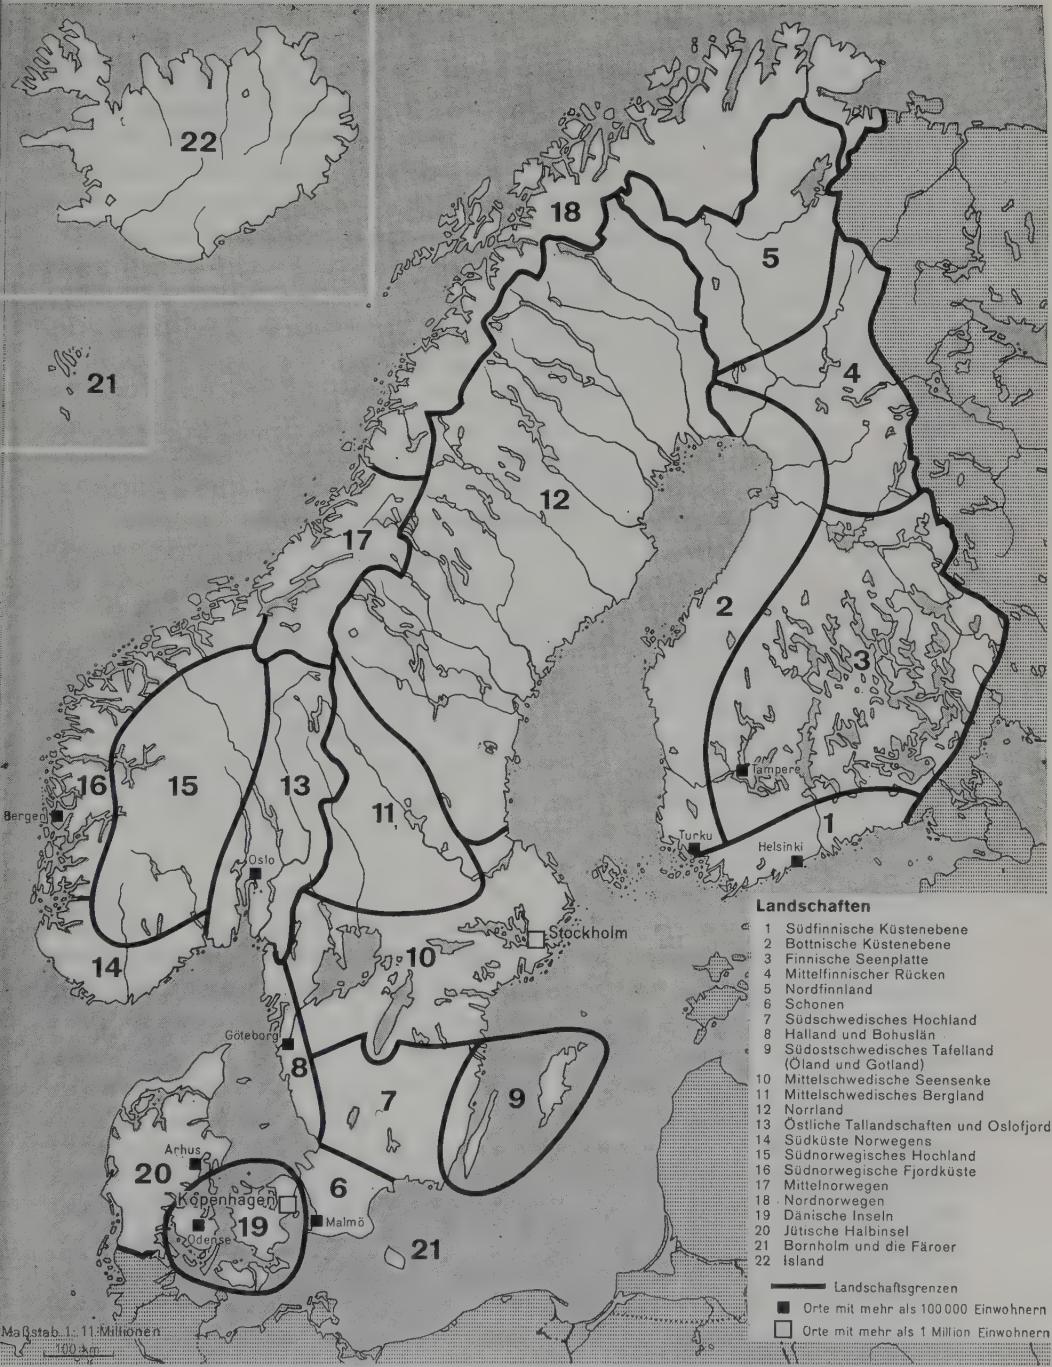 22
18
5
21
4
12
17
2
3
16
15
13
11
Tampere
Bergen
Turku
1
Helsinki
Oslo
Stockholm
10
14
Göteborg
8
7
9
Arhus
20
6
Kopenhagen
19
Malmö
Odense
21
Landschaften
1 Südfinnische Küstenebene
2 Bottnische Küstenebene
3 Finnische Seenplatte
4 Mittelfinnischer Rücken
5 Nordfinnland
6 Schonen
7 Südschwedisches Hochland
8 Halland und Bohuslän
9 Südostschwedisches Tafelland
(Öland und Gotland)
10 Mittelschwedische Seensenke
11 Mittelschwedisches Bergland
12 Norrland
13 Östliche Tallandschaften und Oslofjord
14 Südküste Norwegens
15 Südnorwegisches Hochland
16 Südnorwegische Fjordküste
17 Mittelnorwegen
18 Nordnorwegen
19 Dänische Inseln
20 Jütische Halbinsel
21 Bornholm und die Färoer
22 Island
Landschaftsgrenzen
Orte mit mehr als 100000 Einwohnern
Orte mit mehr als 1 Million Einwohnern
Maßstab 1:11 Millionen
100 km